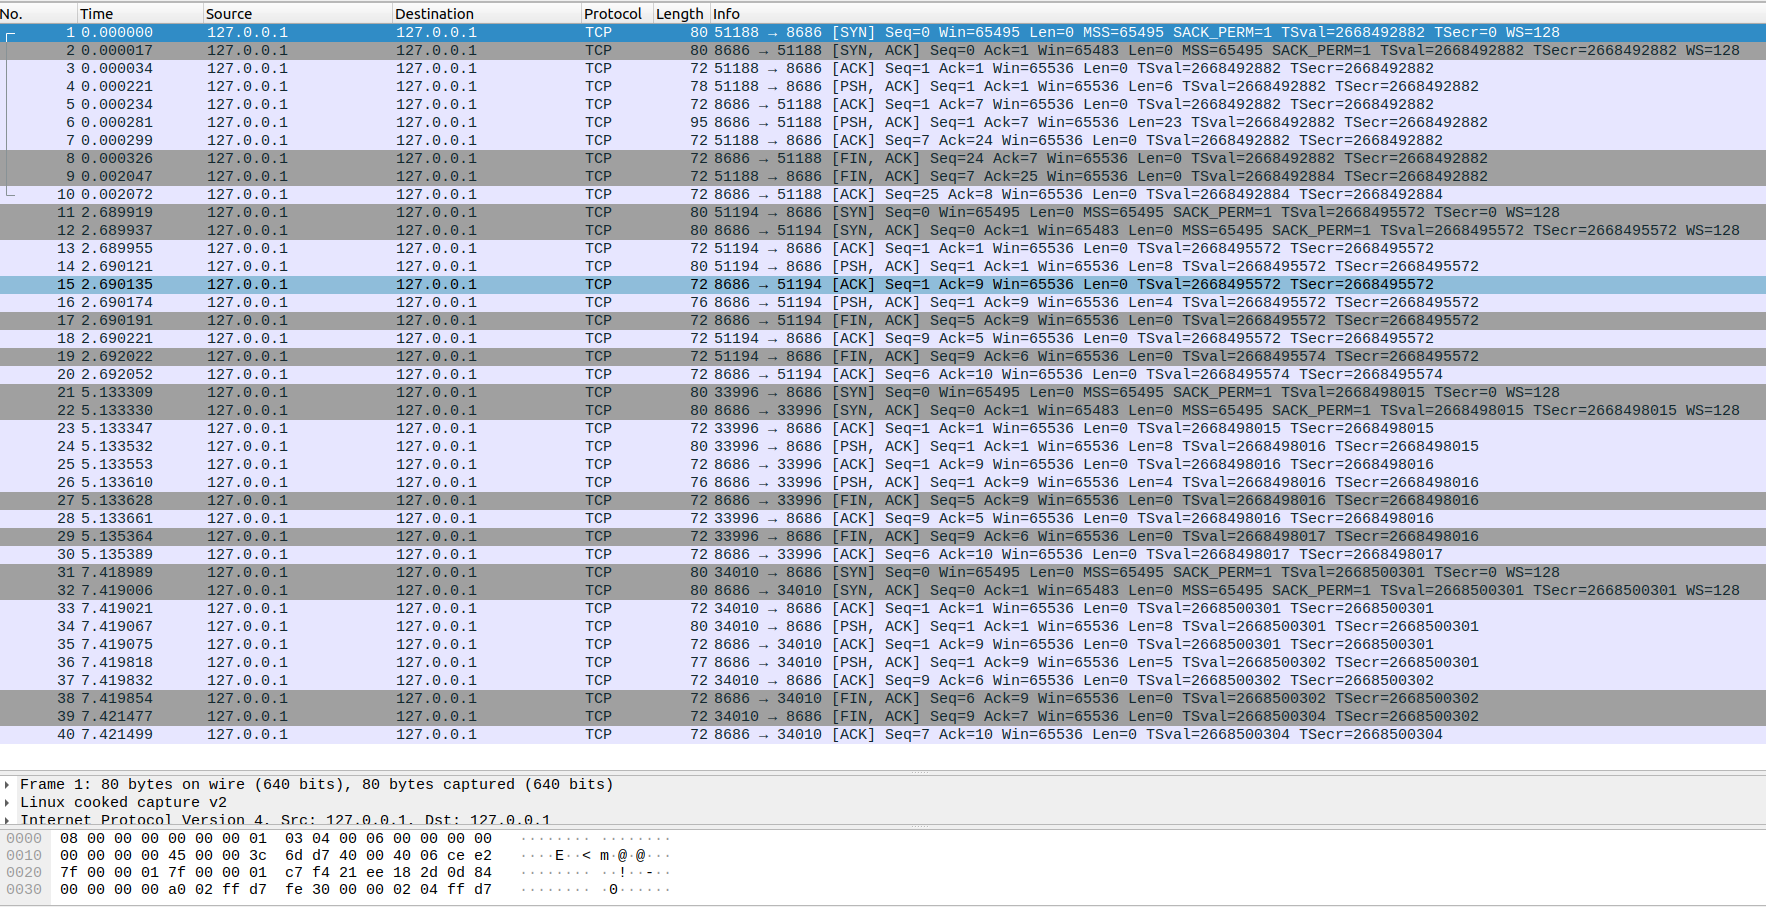 No. Time Source Destination Protocol Length Info
1 0.000000 127.0.0.1 127.0.0.1 TCP 80 51188 → 8686 [SYN] Seq=0 Win=65495 Len=0 MSS=65495 SACK_PERM=1 TSval=2668492882 TSecr=0 WS=128
2 0.000017 127.0.0.1 127.0.0.1 TCP 80 8686 → 51188 [SYN, ACK] Seq=0 Ack=1 Win=65483 Len=0 MSS=65495 SACK_PERM=1 TSval=2668492882 TSecr=2668492882 WS=128
3 0.000034 127.0.0.1 127.0.0.1 TCP 72 51188 → 8686 [ACK] Seq=1 Ack=1 Win=65536 Len=0 TSval=2668492882 TSecr=2668492882
4 0.000221 127.0.0.1 127.0.0.1 TCP 78 51188 → 8686 [PSH, ACK] Seq=1 Ack=1 Win=65536 Len=6 TSval=2668492882 TSecr=2668492882
5 0.000234 127.0.0.1 127.0.0.1 TCP 72 8686 → 51188 [ACK] Seq=1 Ack=7 Win=65536 Len=0 TSval=2668492882 TSecr=2668492882
6 0.000281 127.0.0.1 127.0.0.1 TCP 95 8686 → 51188 [PSH, ACK] Seq=1 Ack=7 Win=65536 Len=23 TSval=2668492882 TSecr=2668492882
7 0.000299 127.0.0.1 127.0.0.1 TCP 72 51188 → 8686 [ACK] Seq=7 Ack=24 Win=65536 Len=0 TSval=2668492882 TSecr=2668492882
8 0.000326 127.0.0.1 127.0.0.1 TCP 72 8686 → 51188 [FIN, ACK] Seq=24 Ack=7 Win=65536 Len=0 TSval=2668492882 TSecr=2668492882
9 0.002047 127.0.0.1 127.0.0.1 TCP 72 51188 → 8686 [FIN, ACK] Seq=7 Ack=25 Win=65536 Len=0 TSval=2668492884 TSecr=2668492882
10 0.002072 127.0.0.1 127.0.0.1 TCP 72 8686 → 51188 [ACK] Seq=25 Ack=8 Win=65536 Len=0 TSval=2668492884 TSecr=2668492884
11 2.689919 127.0.0.1 127.0.0.1 TCP 80 51194 → 8686 [SYN] Seq=0 Win=65495 Len=0 MSS=65495 SACK_PERM=1 TSval=2668495572 TSecr=0 WS=128
12 2.689937 127.0.0.1 127.0.0.1 TCP 80 8686 → 51194 [SYN, ACK] Seq=0 Ack=1 Win=65483 Len=0 MSS=65495 SACK_PERM=1 TSval=2668495572 TSecr=2668495572 WS=128
13 2.689955 127.0.0.1 127.0.0.1 TCP 72 51194 → 8686 [ACK] Seq=1 Ack=1 Win=65536 Len=0 TSval=2668495572 TSecr=2668495572
14 2.690121 127.0.0.1 127.0.0.1 TCP 80 51194 → 8686 [PSH, ACK] Seq=1 Ack=1 Win=65536 Len=8 TSval=2668495572 TSecr=2668495572
15 2.690135 127.0.0.1 127.0.0.1 TCP 72 8686 → 51194 [ACK] Seq=1 Ack=9 Win=65536 Len=0 TSval=2668495572 TSecr=2668495572
16 2.690174 127.0.0.1 127.0.0.1 TCP 76 8686 → 51194 [PSH, ACK] Seq=1 Ack=9 Win=65536 Len=4 TSval=2668495572 TSecr=2668495572
17 2.690191 127.0.0.1 127.0.0.1 TCP 72 8686 → 51194 [FIN, ACK] Seq=5 Ack=9 Win=65536 Len=0 TSval=2668495572 TSecr=2668495572
18 2.690221 127.0.0.1 127.0.0.1 TCP 72 51194 → 8686 [ACK] Seq=9 Ack=5 Win=65536 Len=0 TSval=2668495572 TSecr=2668495572
19 2.692022 127.0.0.1 127.0.0.1 TCP 72 51194 → 8686 [FIN, ACK] Seq=9 Ack=6 Win=65536 Len=0 TSval=2668495574 TSecr=2668495572
20 2.692052 127.0.0.1 127.0.0.1 TCP 72 8686 → 51194 [ACK] Seq=6 Ack=10 Win=65536 Len=0 TSval=2668495574 TSecr=2668495574
21 5.133309 127.0.0.1 127.0.0.1 TCP 80 33996 → 8686 [SYN] Seq=0 Win=65495 Len=0 MSS=65495 SACK_PERM=1 TSval=2668498015 TSecr=0 WS=128
22 5.133330 127.0.0.1 127.0.0.1 TCP 80 8686 → 33996 [SYN, ACK] Seq=0 Ack=1 Win=65483 Len=0 MSS=65495 SACK_PERM=1 TSval=2668498015 TSecr=2668498015 WS=128
23 5.133347 127.0.0.1 127.0.0.1 TCP 72 33996 → 8686 [ACK] Seq=1 Ack=1 Win=65536 Len=0 TSval=2668498015 TSecr=2668498015
24 5.133532 127.0.0.1 127.0.0.1 TCP 80 33996 → 8686 [PSH, ACK] Seq=1 Ack=1 Win=65536 Len=8 TSval=2668498016 TSecr=2668498015
25 5.133553 127.0.0.1 127.0.0.1 TCP 72 8686 → 33996 [ACK] Seq=1 Ack=9 Win=65536 Len=0 TSval=2668498016 TSecr=2668498016
26 5.133610 127.0.0.1 127.0.0.1 TCP 76 8686 → 33996 [PSH, ACK] Seq=1 Ack=9 Win=65536 Len=4 TSval=2668498016 TSecr=2668498016
27 5.133628 127.0.0.1 127.0.0.1 TCP 72 8686 → 33996 [FIN, ACK] Seq=5 Ack=9 Win=65536 Len=0 TSval=2668498016 TSecr=2668498016
28 5.133661 127.0.0.1 127.0.0.1 TCP 72 33996 → 8686 [ACK] Seq=9 Ack=5 Win=65536 Len=0 TSval=2668498016 TSecr=2668498016
29 5.135364 127.0.0.1 127.0.0.1 TCP 72 33996 → 8686 [FIN, ACK] Seq=9 Ack=6 Win=65536 Len=0 TSval=2668498017 TSecr=2668498016
30 5.135389 127.0.0.1 127.0.0.1 TCP 72 8686 → 33996 [ACK] Seq=6 Ack=10 Win=65536 Len=0 TSval=2668498017 TSecr=2668498017
31 7.418989 127.0.0.1 127.0.0.1 TCP 80 34010 → 8686 [SYN] Seq=0 Win=65495 Len=0 MSS=65495 SACK_PERM=1 TSval=2668500301 TSecr=0 WS=128
32 7.419006 127.0.0.1 127.0.0.1 TCP 80 8686 → 34010 [SYN, ACK] Seq=0 Ack=1 Win=65483 Len=0 MSS=65495 SACK_PERM=1 TSval=2668500301 TSecr=2668500301 WS=128
33 7.419021 127.0.0.1 127.0.0.1 TCP 72 34010 → 8686 [ACK] Seq=1 Ack=1 Win=65536 Len=0 TSval=2668500301 TSecr=2668500301
34 7.419067 127.0.0.1 127.0.0.1 TCP 80 34010 → 8686 [PSH, ACK] Seq=1 Ack=1 Win=65536 Len=8 TSval=2668500301 TSecr=2668500301
35 7.419075 127.0.0.1 127.0.0.1 TCP 72 8686 → 34010 [ACK] Seq=1 Ack=9 Win=65536 Len=0 TSval=2668500301 TSecr=2668500301
36 7.419818 127.0.0.1 127.0.0.1 TCP 77 8686 → 34010 [PSH, ACK] Seq=1 Ack=9 Win=65536 Len=5 TSval=2668500302 TSecr=2668500301
37 7.419832 127.0.0.1 127.0.0.1 TCP 72 34010 → 8686 [ACK] Seq=9 Ack=6 Win=65536 Len=0 TSval=2668500302 TSecr=2668500302
38 7.419854 127.0.0.1 127.0.0.1 TCP 72 8686 → 34010 [FIN, ACK] Seq=6 Ack=9 Win=65536 Len=0 TSval=2668500302 TSecr=2668500302
39 7.421477 127.0.0.1 127.0.0.1 TCP 72 34010 → 8686 [FIN, ACK] Seq=9 Ack=7 Win=65536 Len=0 TSval=2668500304 TSecr=2668500302
40 7.421499 127.0.0.1 127.0.0.1 TCP 72 8686 → 34010 [ACK] Seq=7 Ack=10 Win=65536 Len=0 TSval=2668500304 TSecr=2668500304
Frame 1: 80 bytes on wire (640 bits), 80 bytes captured (640 bits)
Linux cooked capture v2
Internet Protocol Version 4, Src: 127.0.0.1, Dst: 127.0.0.1
0000 08 00 00 00 00 00 00 01 03 04 00 06 00 00 00 00 ········ ········
0010 00 00 00 00 45 00 00 3c 6d d7 40 00 40 06 ce e2 ····E··< m·@·@···
0020 7f 00 00 01 7f 00 00 01 c7 f4 21 ee 18 2d 0d 84 ········ ··!··-··
0030 00 00 00 00 a0 02 ff d7 fe 30 00 00 02 04 ff d7 ········ ·0······